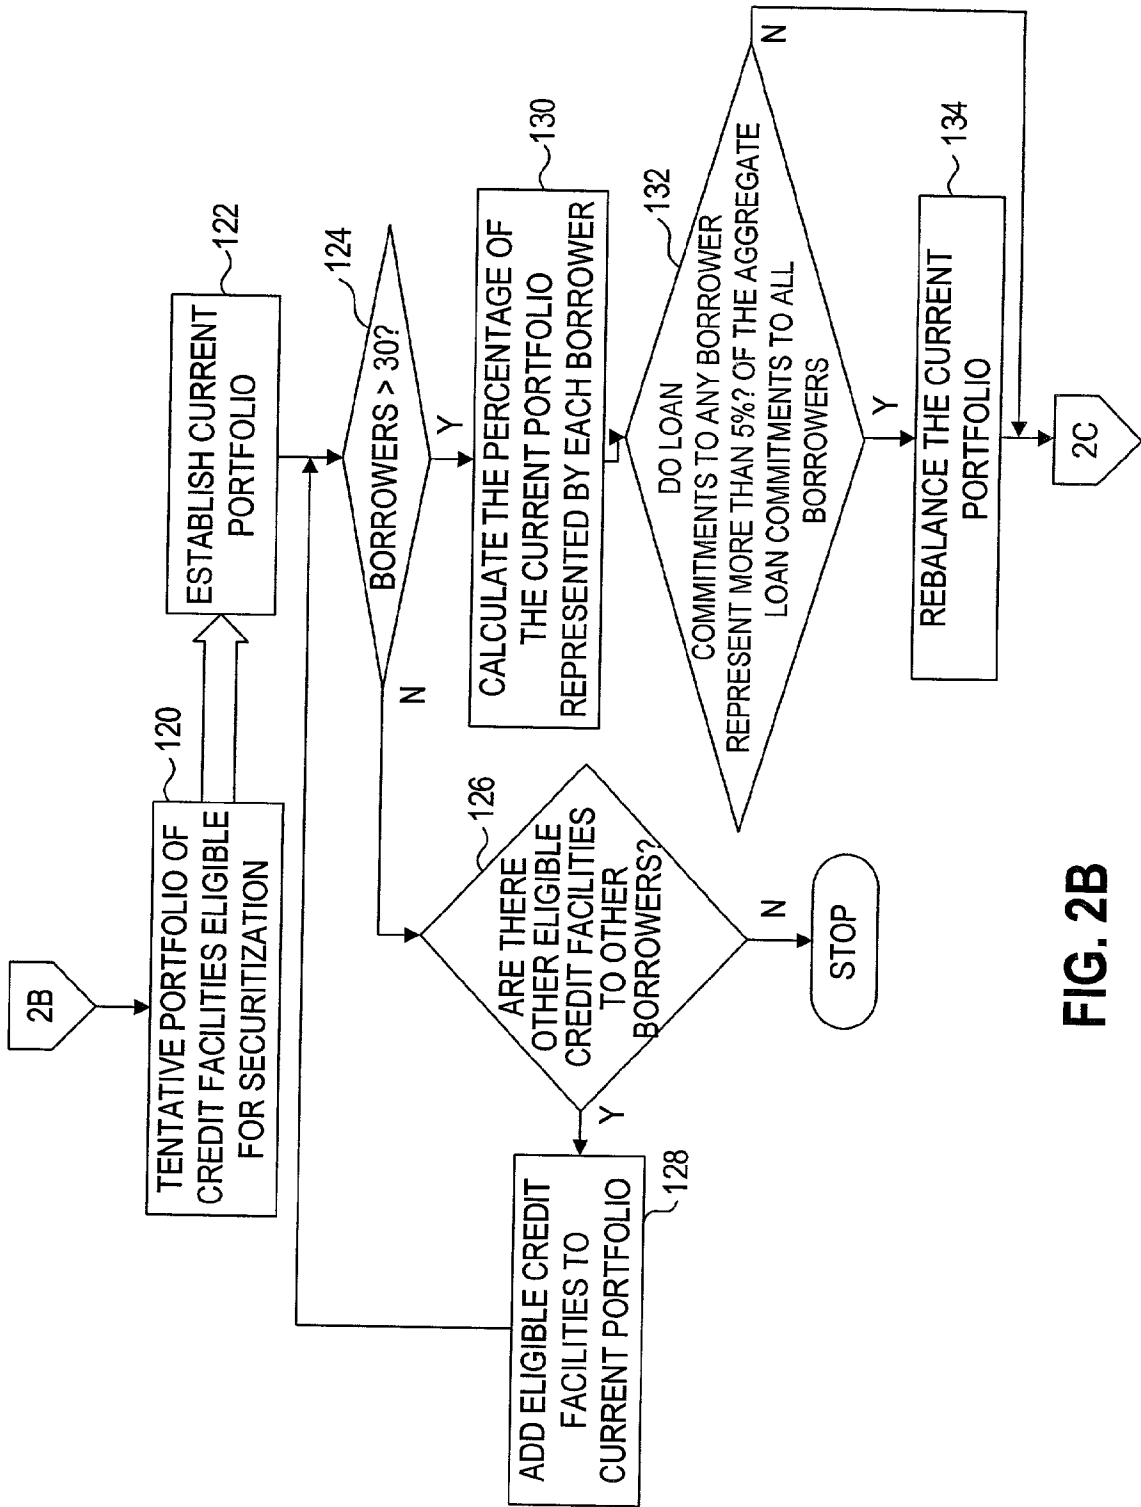 2B
TENTATIVE PORTFOLIO OF
CREDIT FACILITIES ELIGIBLE
FOR SECURITIZATION
120
ESTABLISH CURRENT
PORTFOLIO
122
BORROWERS > 30?
124
N
Y
ARE THERE
OTHER ELIGIBLE
CREDIT FACILITIES
TO OTHER
BORROWERS?
126
Y
N
STOP
ADD ELIGIBLE CREDIT
FACILITIES TO
CURRENT PORTFOLIO
128
CALCULATE THE PERCENTAGE OF
THE CURRENT PORTFOLIO
REPRESENTED BY EACH BORROWER
130
DO LOAN
COMMITMENTS TO ANY BORROWER
REPRESENT MORE THAN 5%? OF THE AGGREGATE
LOAN COMMITMENTS TO ALL
BORROWERS
132
N
Y
REBALANCE THE CURRENT
PORTFOLIO
134
2C
FIG. 2B